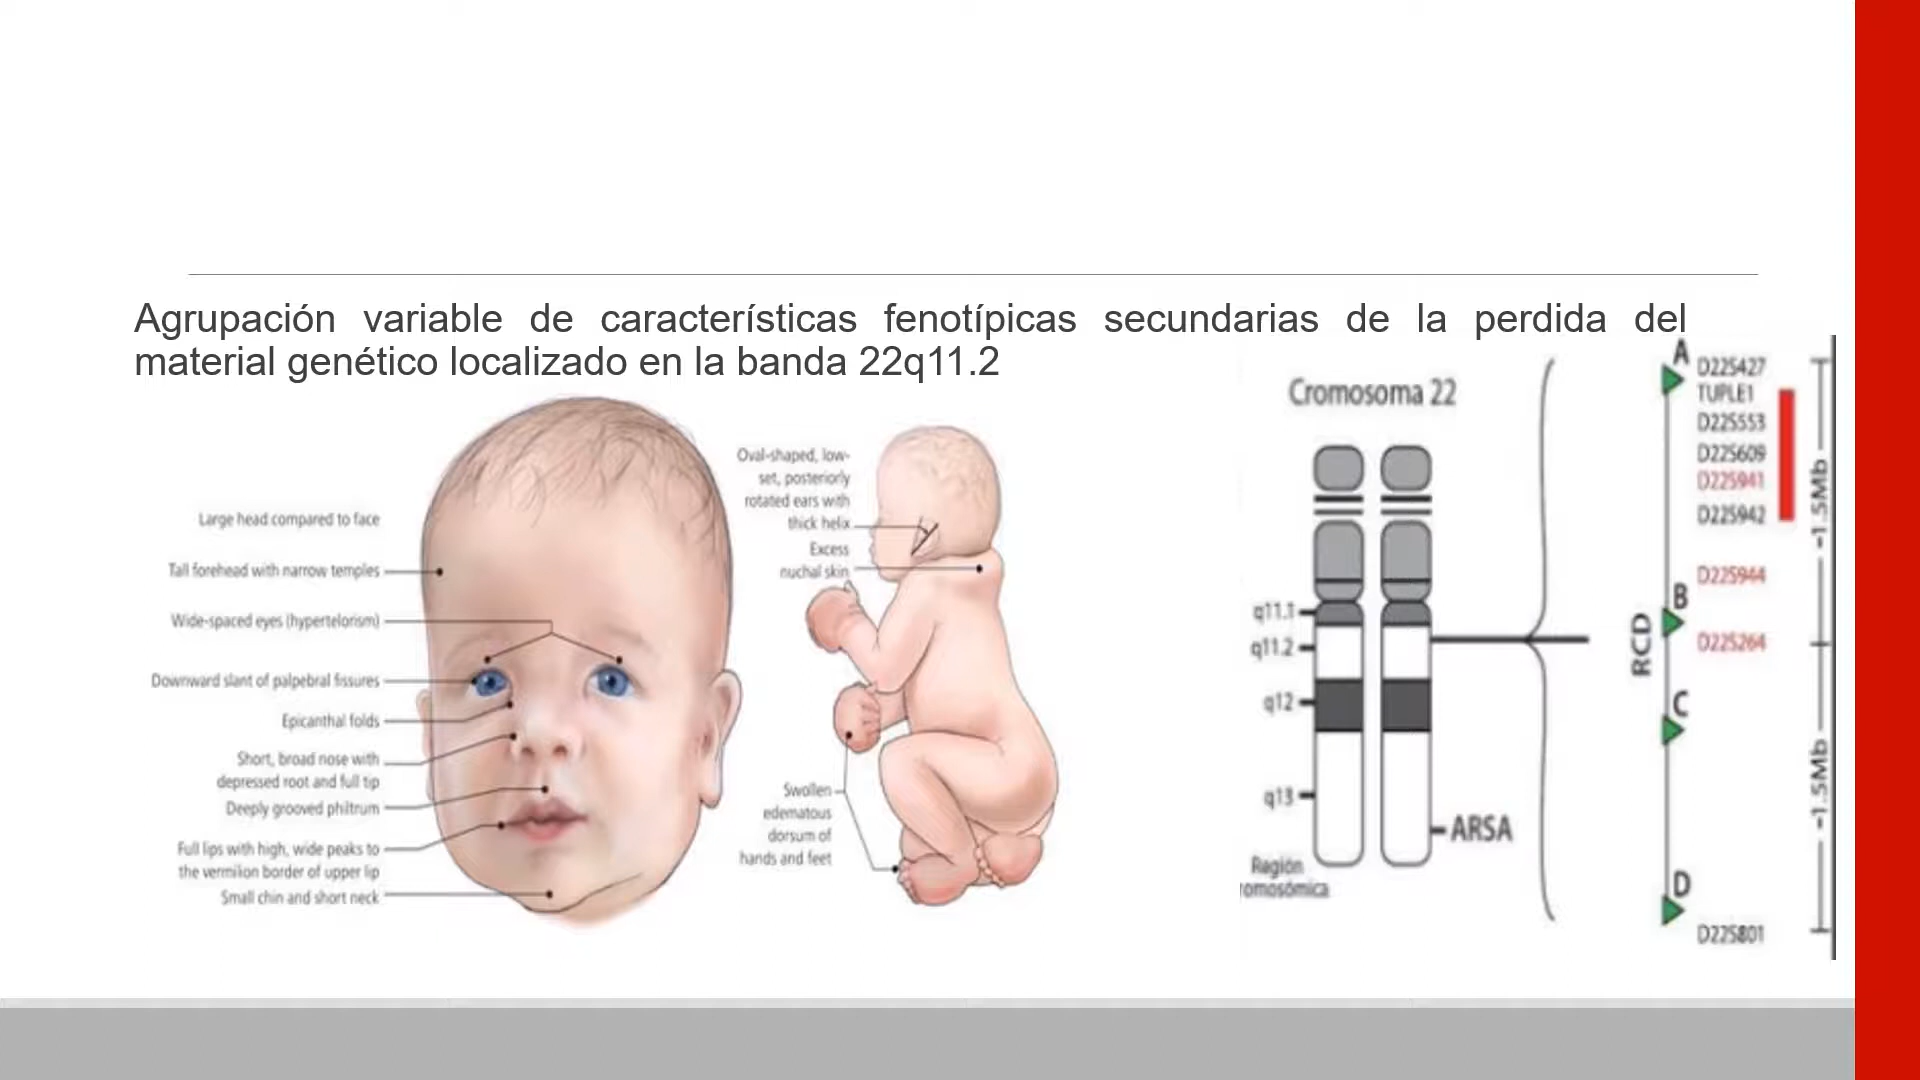 Agrupación variable de características fenotípicas secundarias de la perdida del
material genético localizado en la banda 22q11.2
Large head compared to face
Tall forehead with narrow temples
Wide-spaced eyes (hypertelorism)
Downward slant of palpebral fissures
Epicanthal folds
Short, broad nose with
depressed root and full tip
Deeply grooved philtrum
Full lips with high, wide peaks to
the vermilion border of upper lip
Small chin and short neck
Oval-shaped, low-
set, posteriorly
rotated ears with
thick helix
Excess
nuchal skin
Swollen
edematous
dorsum of
hands and feet
Cromosoma 22
q11.1
q11.2
q12
q13
ARSA
Región
romosómica
RCD
A
B
C
D
D22S427
TUPLE1
D22S553
D22S609
D22S941
D22S942
D22S944
D22S264
D22S801
~1.5Mb
~1.5Mb